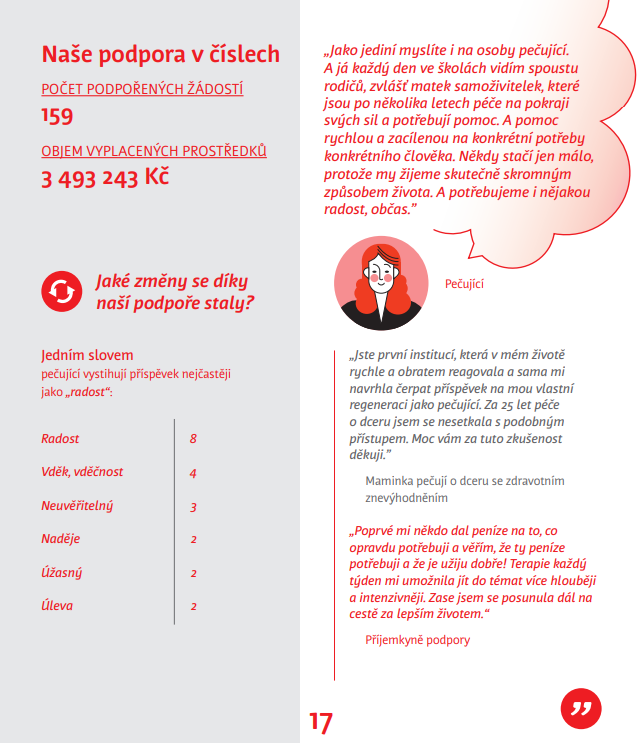 Naše podpora v číslech
POČET PODPOŘENÝCH ŽÁDOSTÍ
159
OBJEM VYPLACENÝCH PROSTŘEDKŮ
3 493 243 Kč
Jaké změny se díky
naší podpoře staly?
Jedním slovem
pečující vystihují příspěvek nejčastěji
jako „radost“:
Radost 8
Vděk, vděčnost 4
Neuvěřitelný 3
Naděje 2
Úžasný 2
Úleva 2
„Jako jediní myslíte i na osoby pečující.
A já každý den ve školách vidím spoustu
rodičů, zvlášť matek samoživitelek, které
jsou po několika letech péče na pokraji
svých sil a potřebují pomoc. A pomoc
rychlou a zacílenou na konkrétní potřeby
konkrétního člověka. Někdy stačí jen málo,
protože my žijeme skutečně skromným
způsobem života. A potřebujeme i nějakou
radost, občas.”
Pečující
„Jste první institucí, která v mém životě
rychle a obratem reagovala a sama mi
navrhla čerpat příspěvek na mou vlastní
regeneraci jako pečující. Za 25 let péče
o dceru jsem se nesetkala s podobným
přístupem. Moc vám za tuto zkušenost
děkuji.”
Maminka pečují o dceru se zdravotním
znevýhodněním
„Poprvé mi někdo dal peníze na to, co
opravdu potřebuji a věřím, že ty peníze
potřebuji a že je užiju dobře! Terapie každý
týden mi umožnila jít do témat více hlouběji
a intenzivněji. Zase jsem se posunula dál na
cestě za lepším životem.“
Příjemkyně podpory
17
”